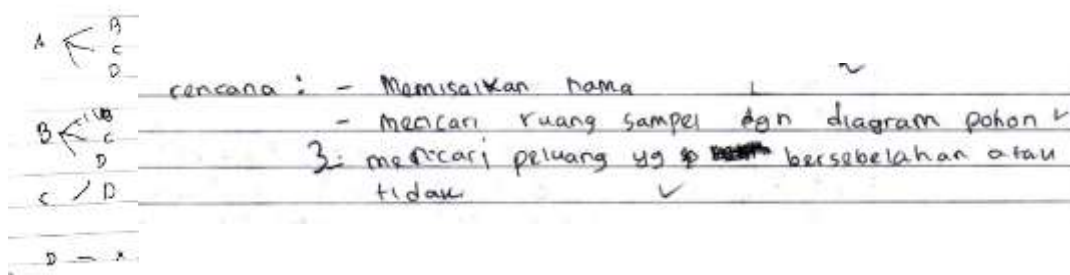 A B
C
D
B
C
D
C / D
D -
rencana : - Memisalkan nama
- mencari ruang sampel dgn diagram pohon
3. mencari peluang yg bersebelahan atau
tidak